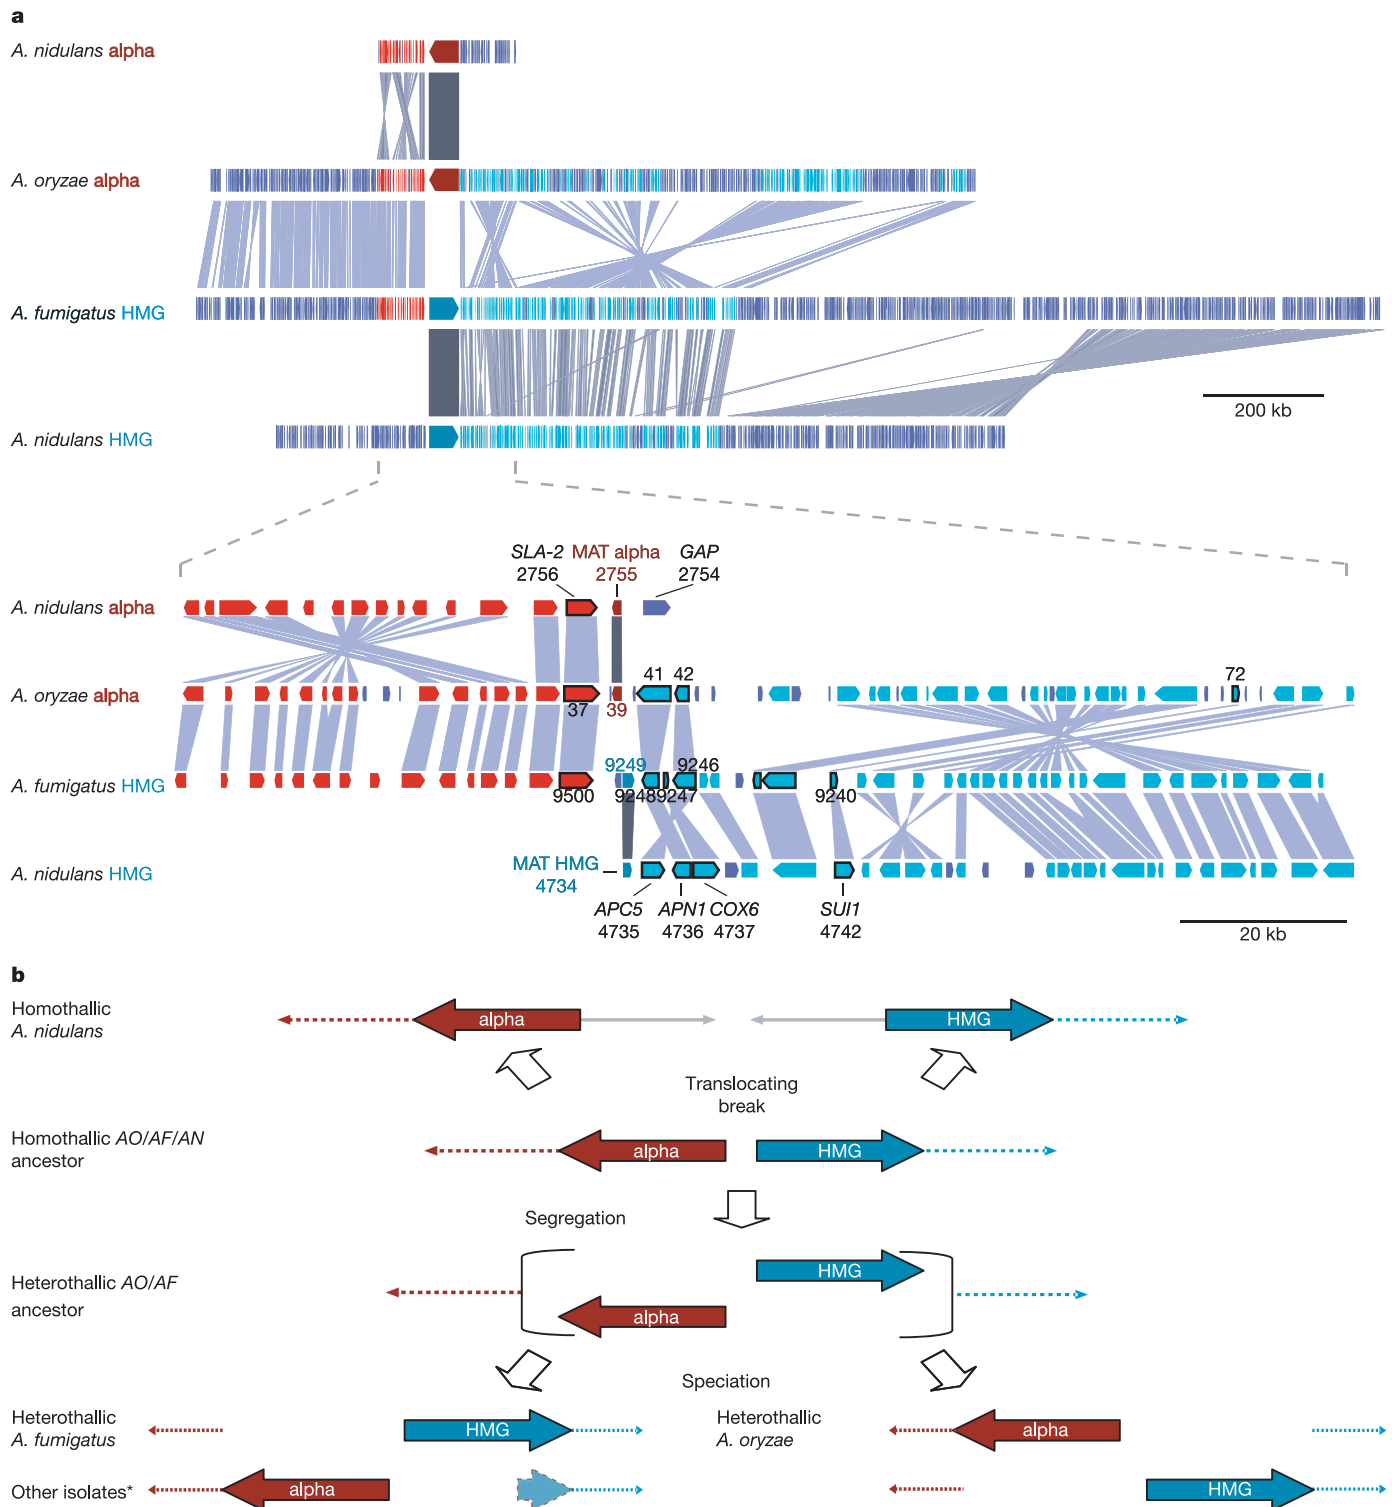 a
A. nidulans alpha
A. oryzae alpha
A. fumigatus HMG
200 kb
A. nidulans HMG
SLA-2 MAT alpha GAP
2756 2755 2754
A. nidulans alpha
41 42 72
A. oryzae alpha
37 39
9249 9246
A. fumigatus HMG
9500 9248 9247 9240
MAT HMG
4734
A. nidulans HMG
APC5 APN1 COX6 SUI1
4735 4736 4737 4742
20 kb
b
Homothallic
A. nidulans
alpha HMG
Translocating
break
Homothallic AO/AF/AN
ancestor
alpha HMG
Segregation
HMG
Heterothallic AO/AF
ancestor
alpha
Speciation
Heterothallic
A. fumigatus
HMG
Heterothallic
A. oryzae
alpha
Other isolates*
alpha HMG